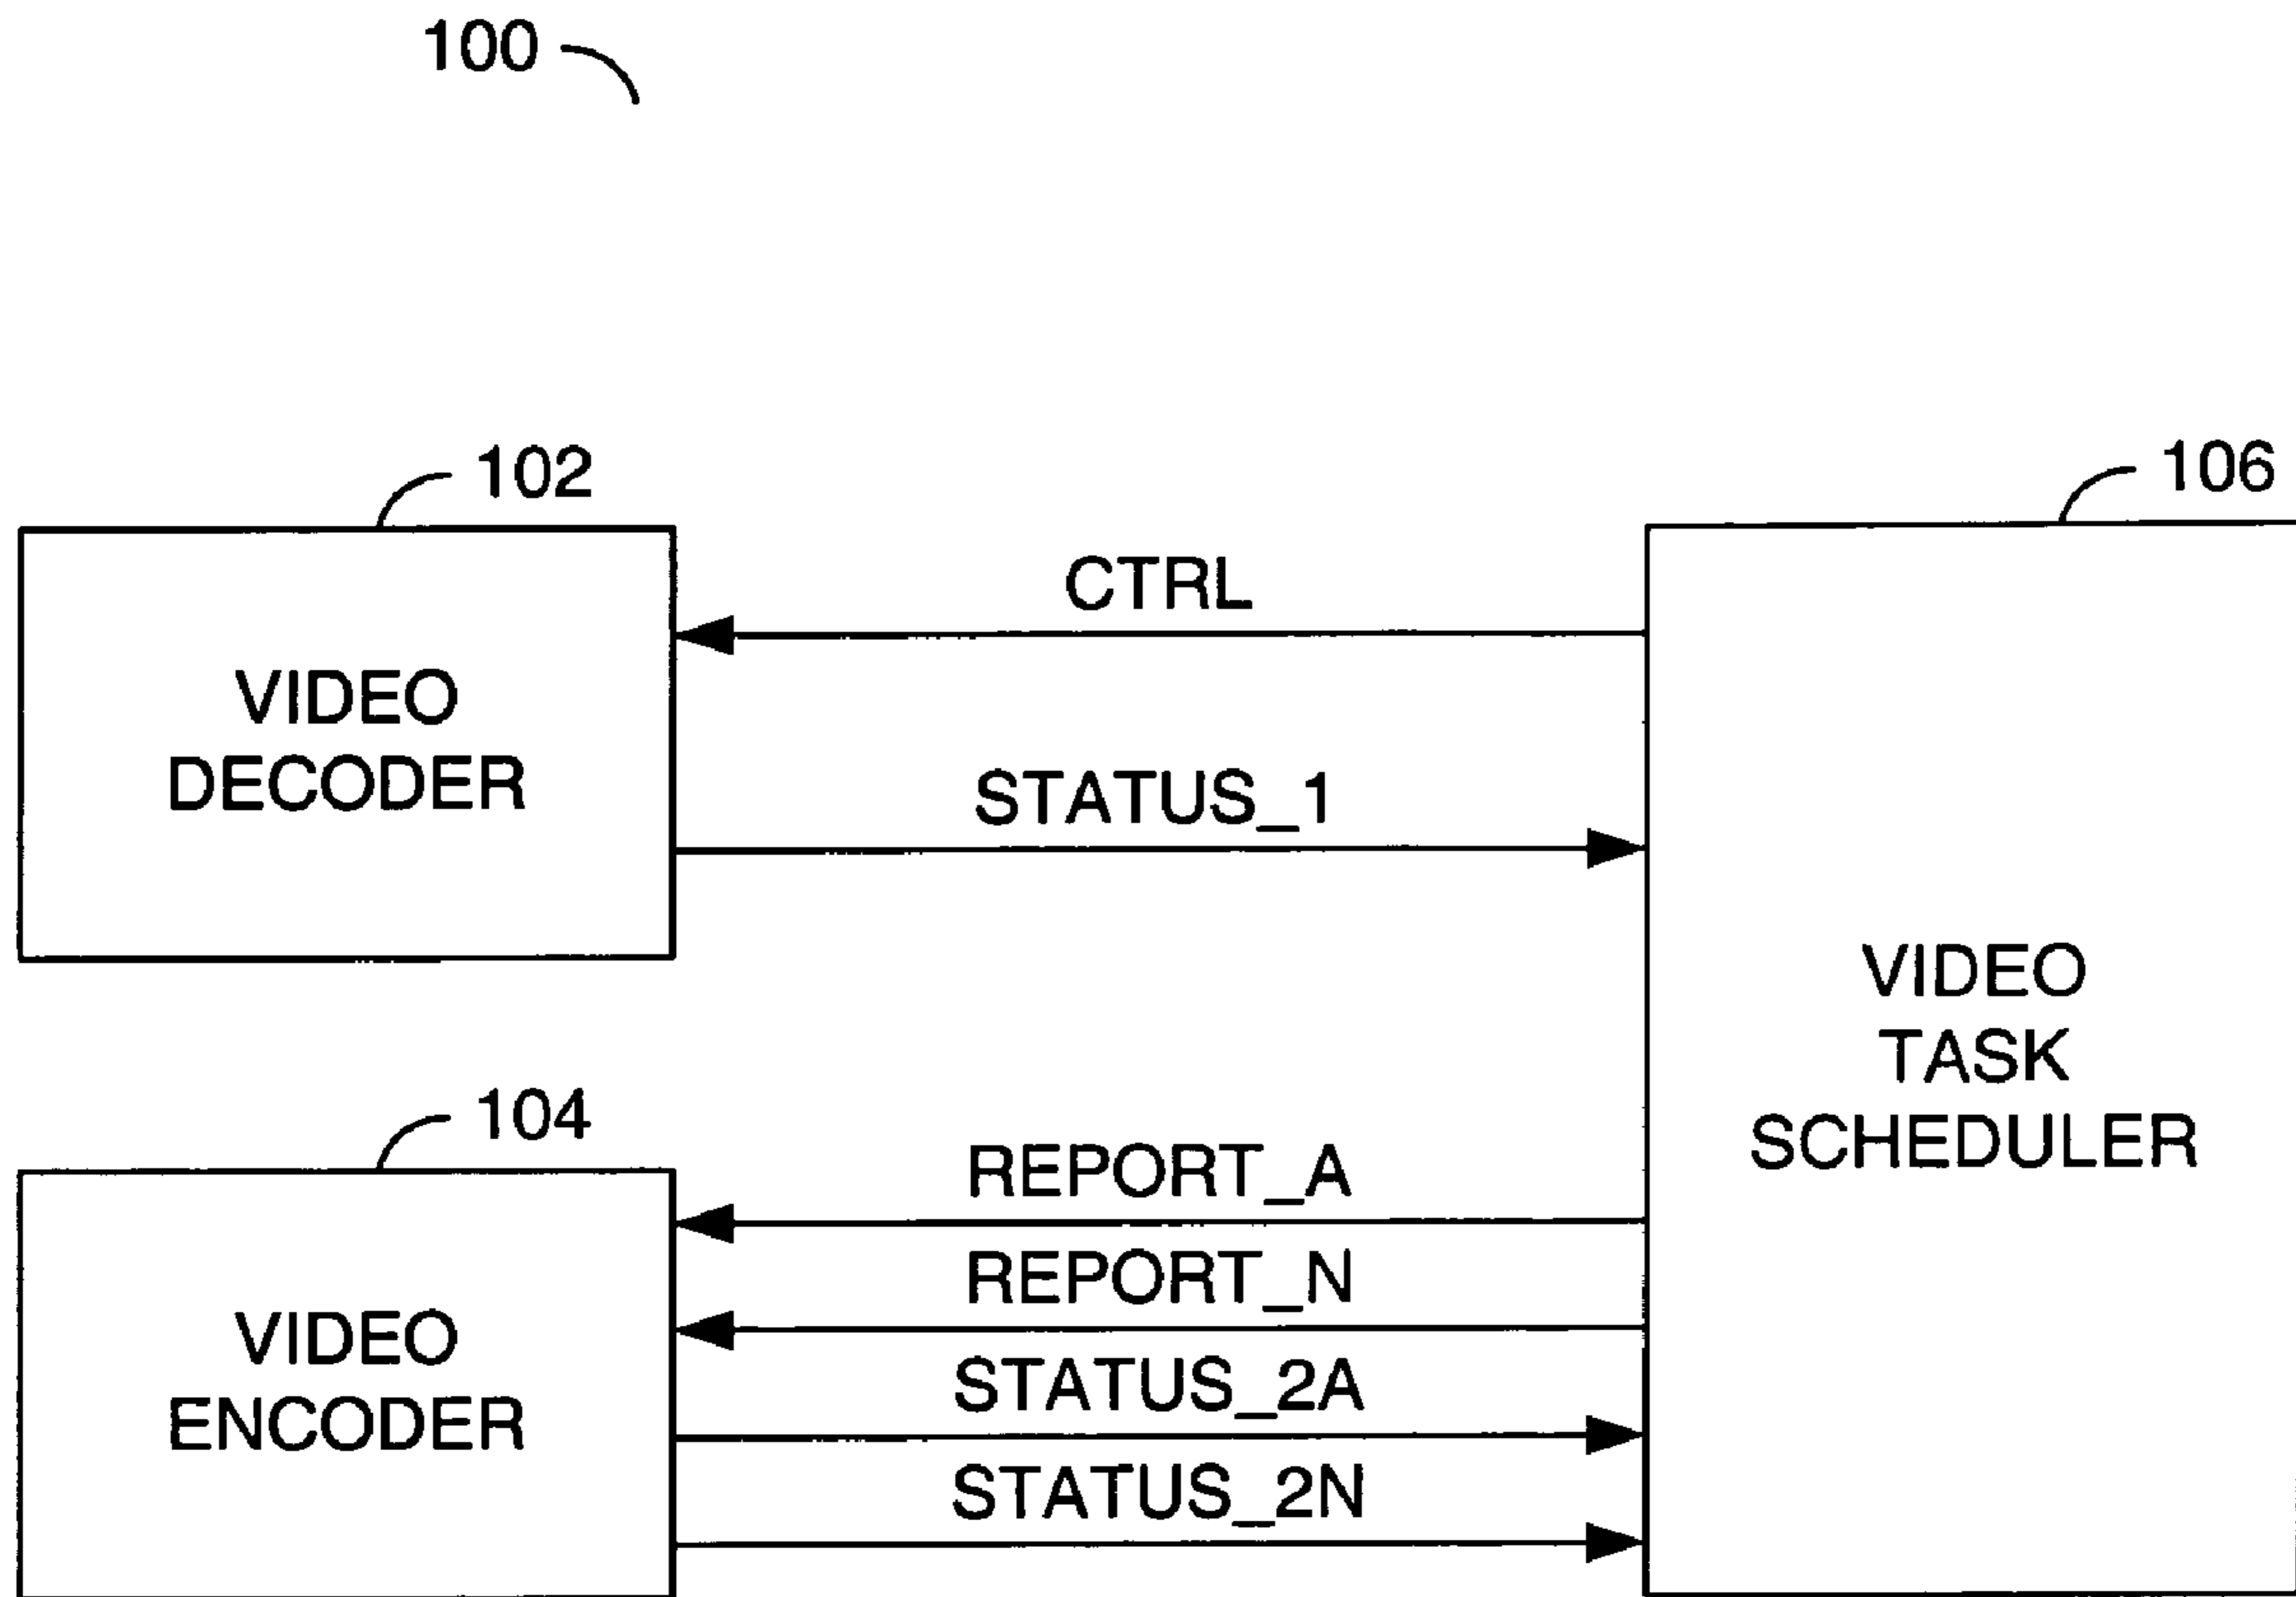 100
102
106
CTRL
VIDEO
DECODER
STATUS_1
VIDEO
TASK
SCHEDULER
104
REPORT_A
REPORT_N
VIDEO
ENCODER
STATUS_2A
STATUS_2N